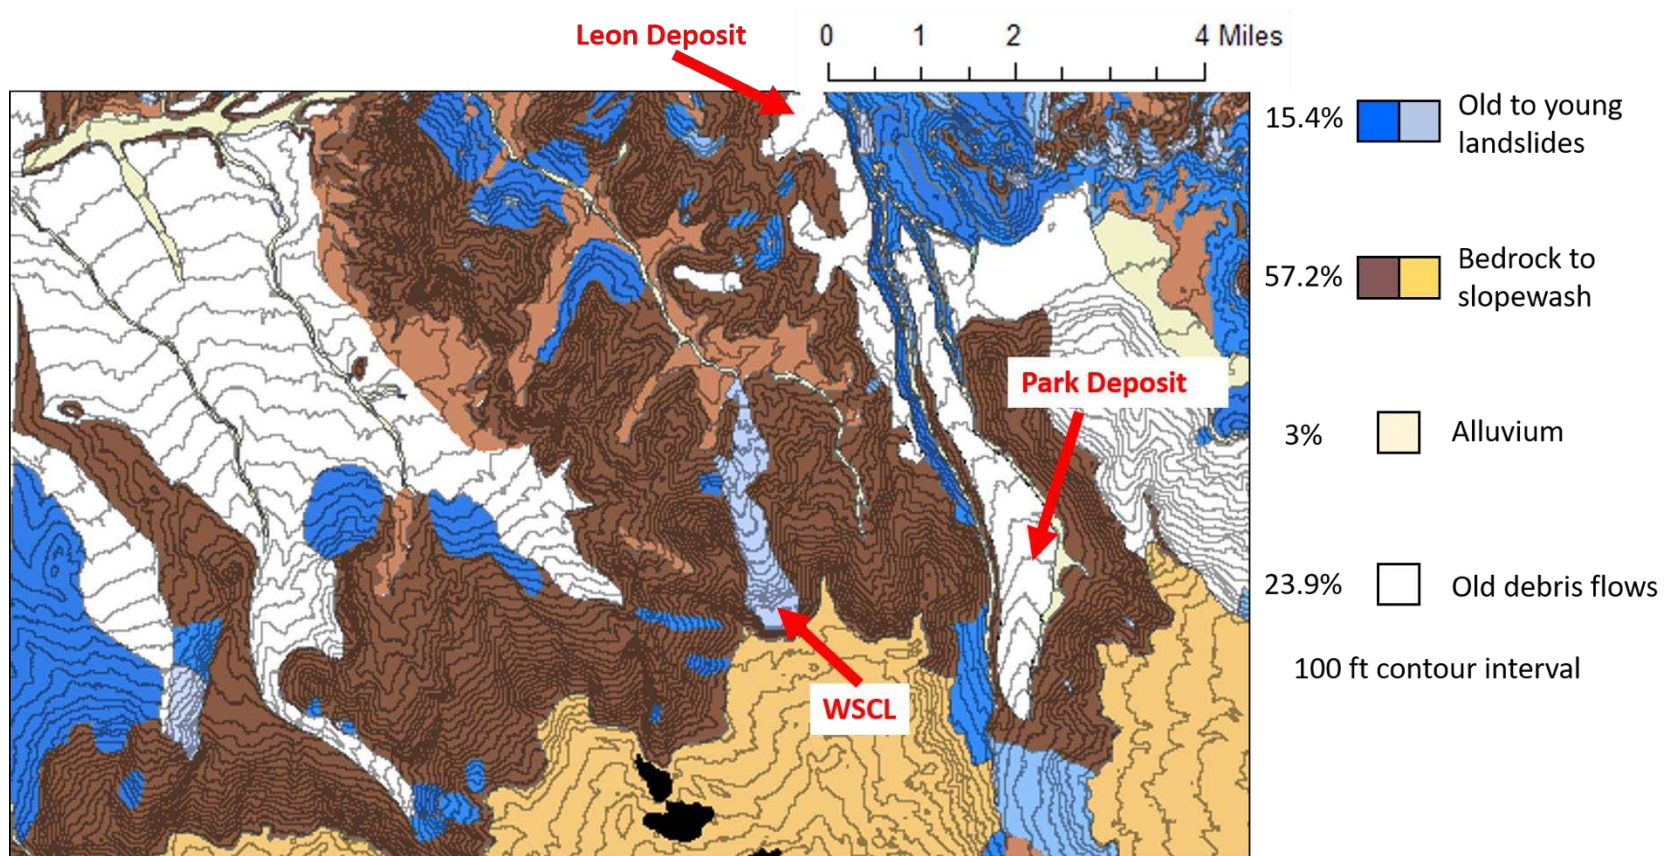 Leon Deposit
0 1 2 4 Miles
15.4%
Old to young
landslides
57.2%
Bedrock to
slopewash
Park Deposit
3%
Alluvium
23.9%
Old debris flows
100 ft contour interval
WSCL